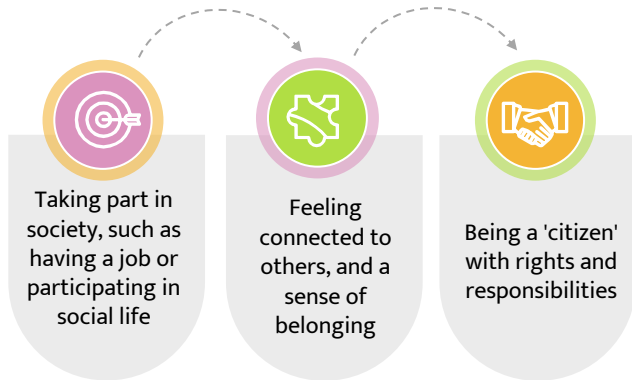 Taking part in
society, such as
having a job or
participating in
social life
Feeling
connected to
others, and a
sense of
belonging
Being a 'citizen'
with rights and
responsibilities